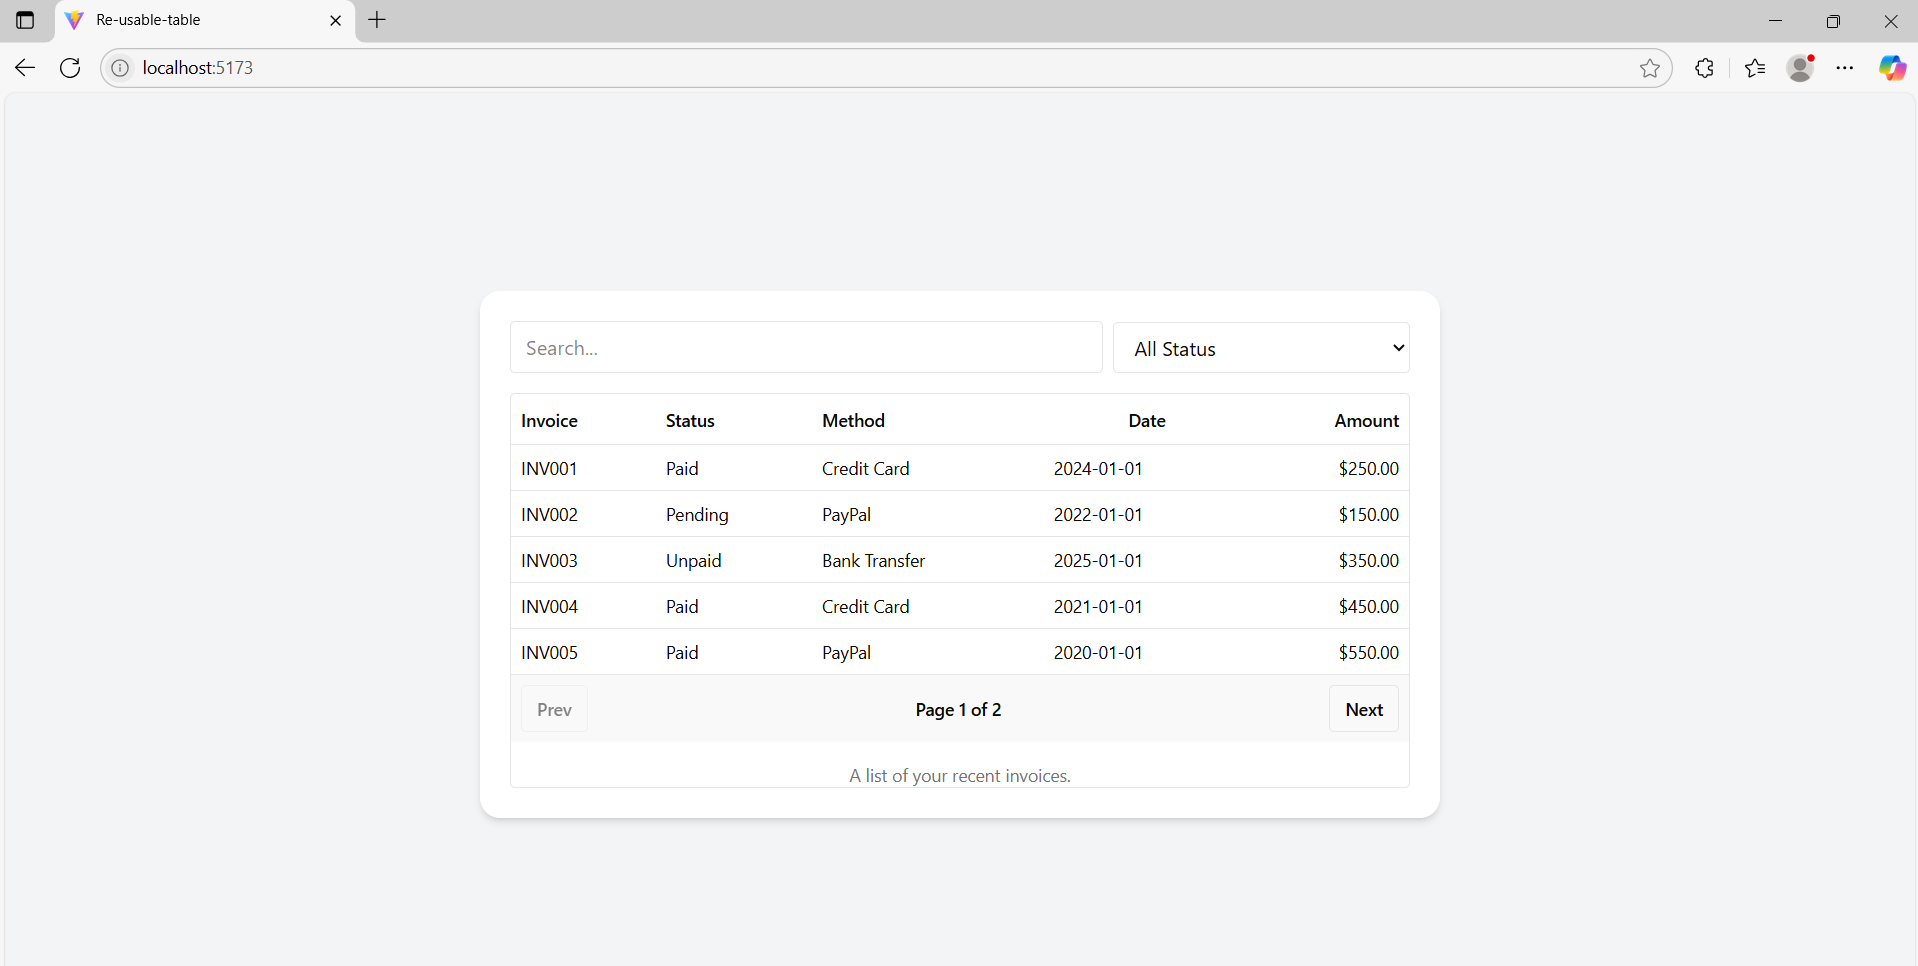 Re-usable-table
localhost:5173
Search...
All Status
Invoice Status Method Date Amount
INV001 Paid Credit Card 2024-01-01 $250.00
INV002 Pending PayPal 2022-01-01 $150.00
INV003 Unpaid Bank Transfer 2025-01-01 $350.00
INV004 Paid Credit Card 2021-01-01 $450.00
INV005 Paid PayPal 2020-01-01 $550.00
Prev Page 1 of 2 Next
A list of your recent invoices.